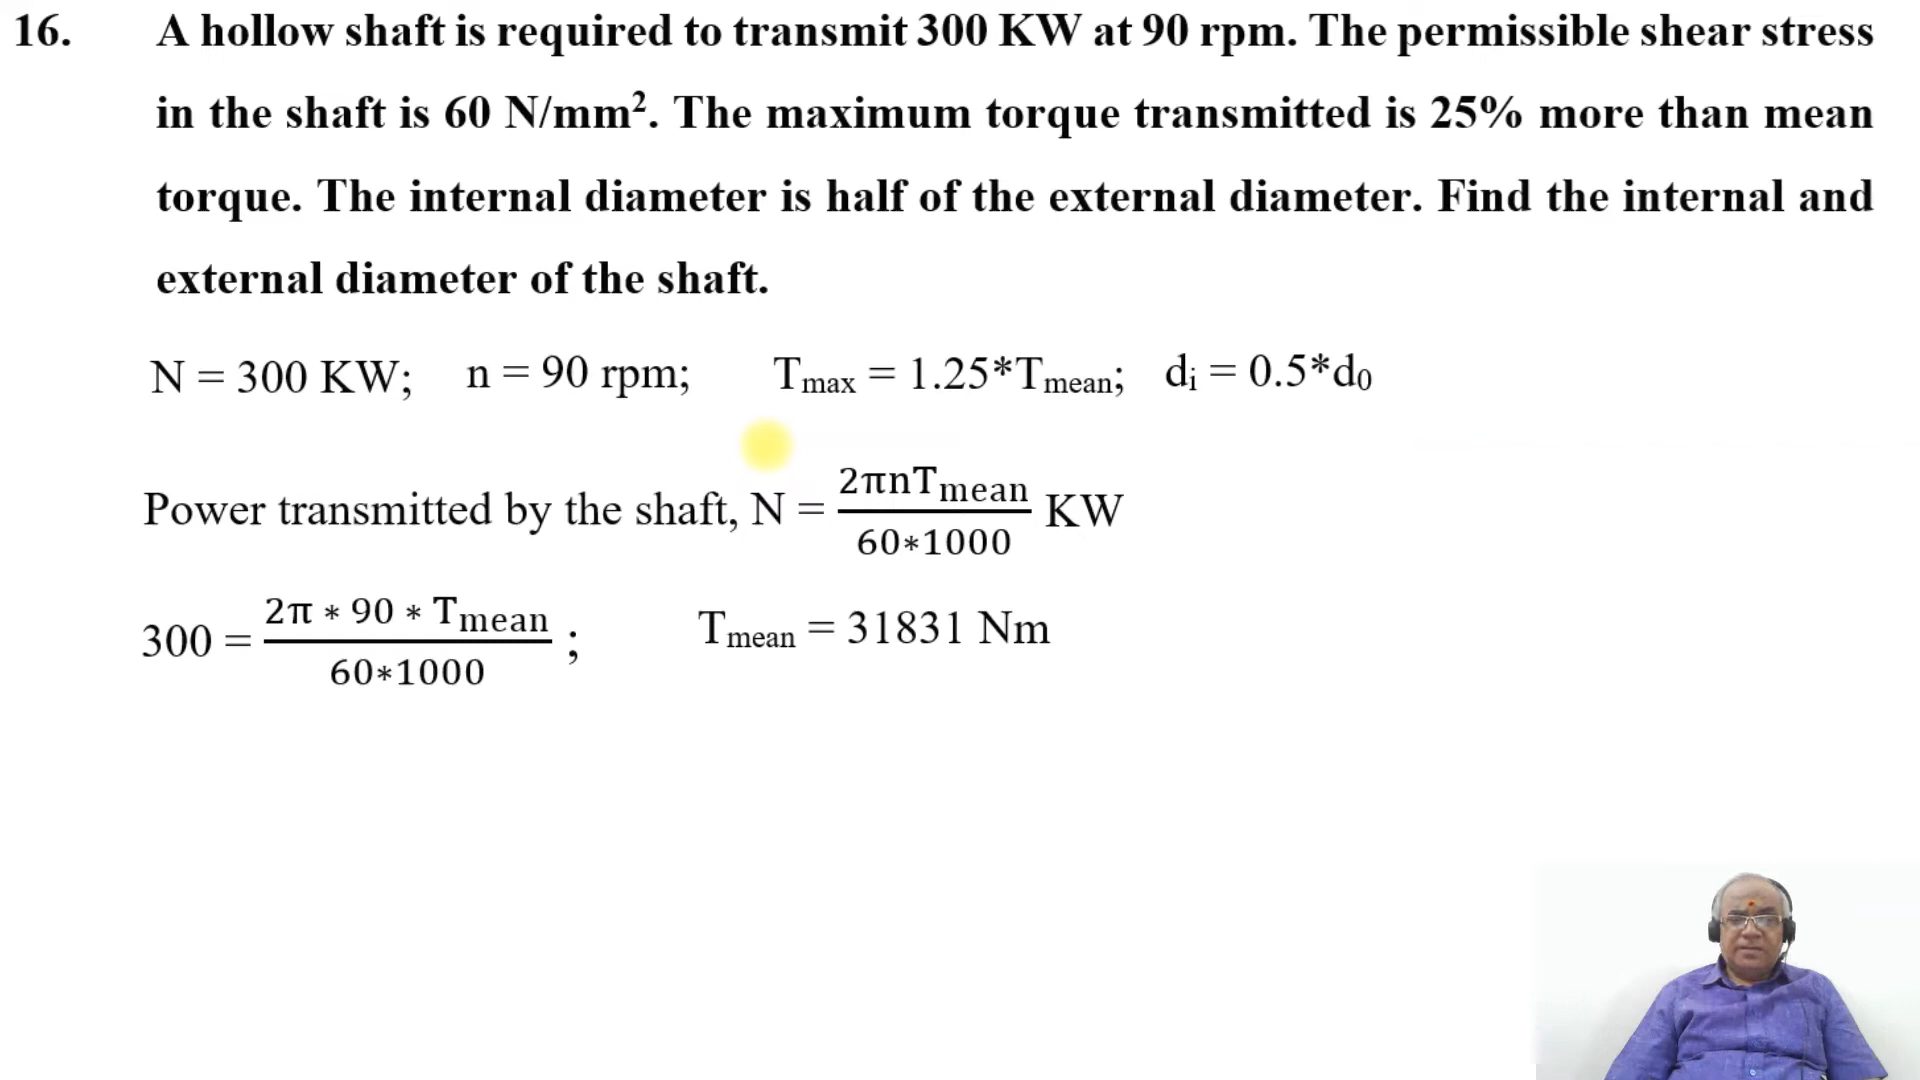 16. A hollow shaft is required to transmit 300 KW at 90 rpm. The permissible shear stress
in the shaft is 60 N/mm². The maximum torque transmitted is 25% more than mean
torque. The internal diameter is half of the external diameter. Find the internal and
external diameter of the shaft.
N = 300 KW; n = 90 rpm; Tmax = 1.25*Tmean; di = 0.5*d0
Power transmitted by the shaft, N = 2πnTmean / 60*1000 KW
300 = 2π * 90 * Tmean / 60*1000 ; Tmean = 31831 Nm